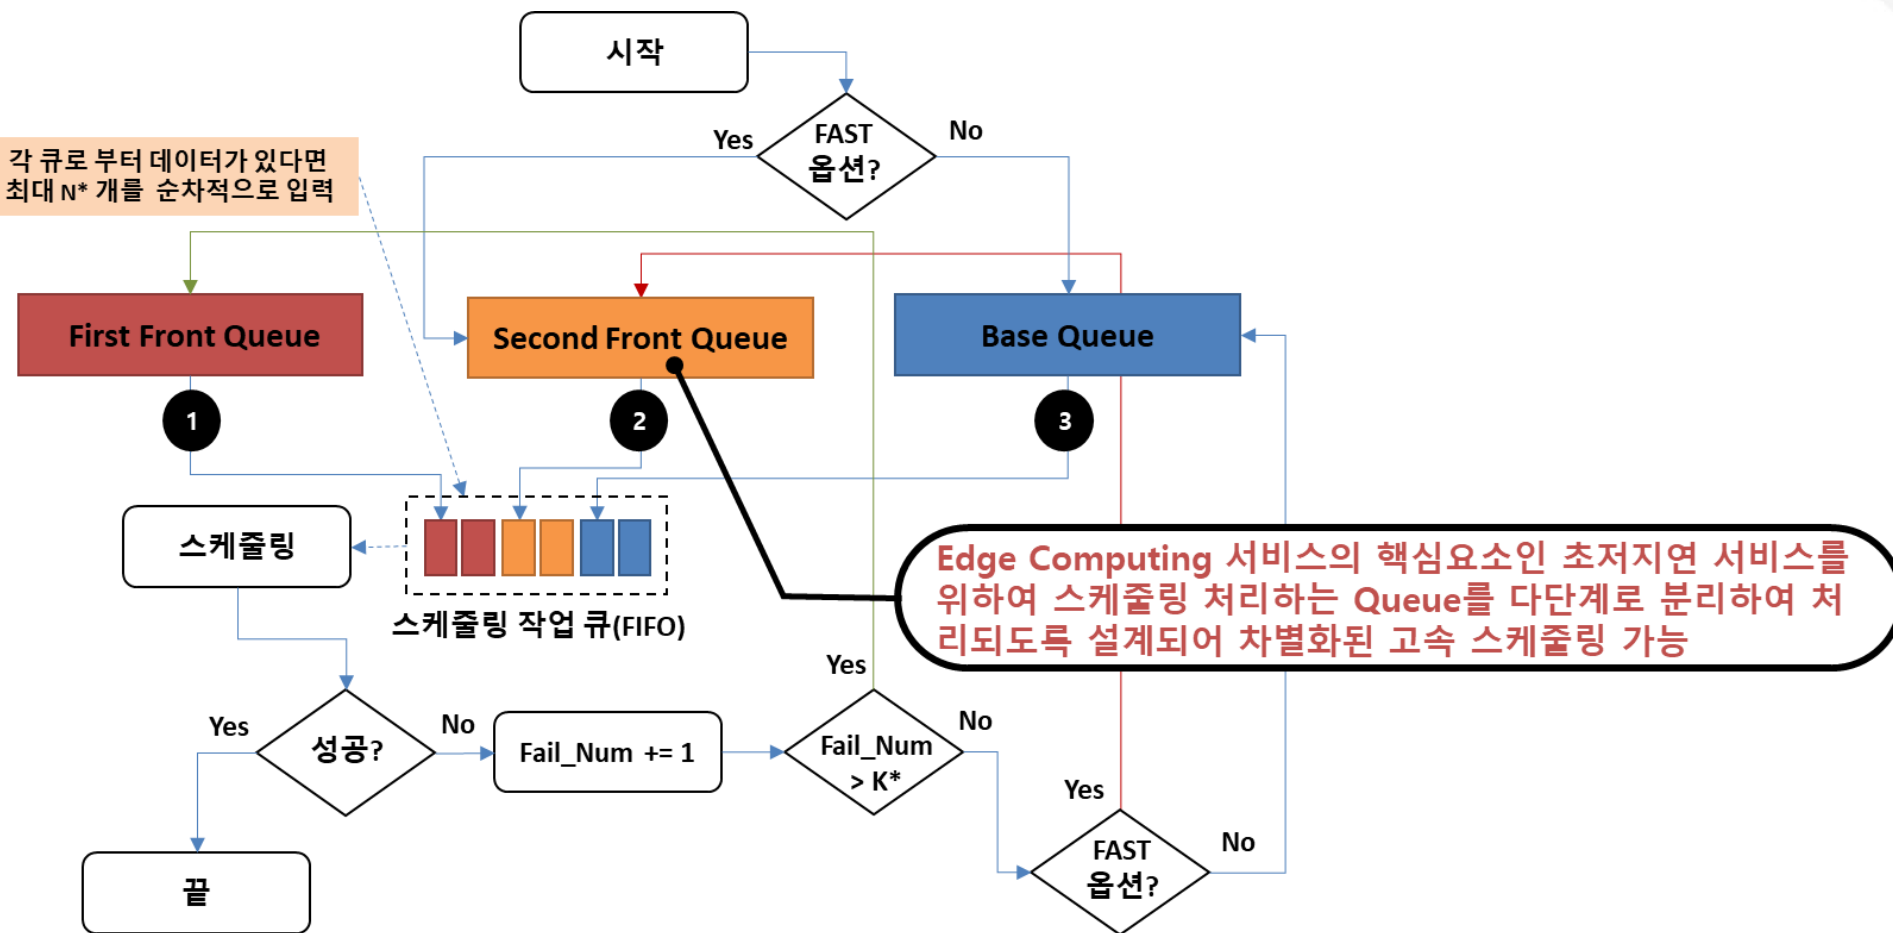 시작
FAST
옵션?
Yes
No
각 큐로 부터 데이터가 있다면
최대 N* 개를 순차적으로 입력
First Front Queue
Second Front Queue
Base Queue
1
2
3
스케줄링
스케줄링 작업 큐(FIFO)
Edge Computing 서비스의 핵심요소인 초저지연 서비스를
위하여 스케줄링 처리하는 Queue를 다단계로 분리하여 처
리되도록 설계되어 차별화된 고속 스케줄링 가능
성공?
Yes
No
Fail_Num += 1
Fail_Num
> K*
Yes
No
FAST
옵션?
Yes
No
끝